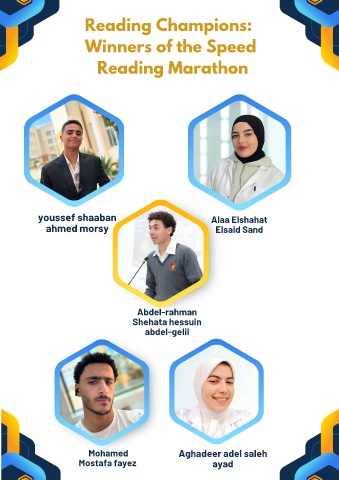 Reading Champions:
Winners of the Speed
Reading Marathon
youssef shaaban
ahmed morsy
Alaa Elshahat
Elsaid Sand
Abdel-rahman
Shehata hessuin
abdel-gelil
Mohamed
Mostafa fayez
Aghadeer adel saleh
ayad